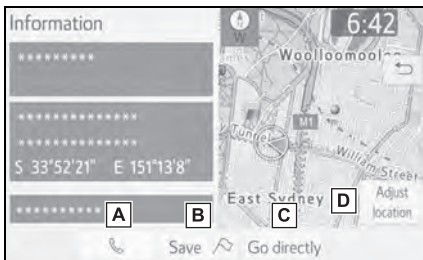 Information
6:42
N
W
Woolloomooloo
*********
M1
**************
**************
Tunnel
William Street
S 33°52'21" E 151°13'8"
East Sydney
Adjust
location
**********
A
B
C
D
Save
Go directly